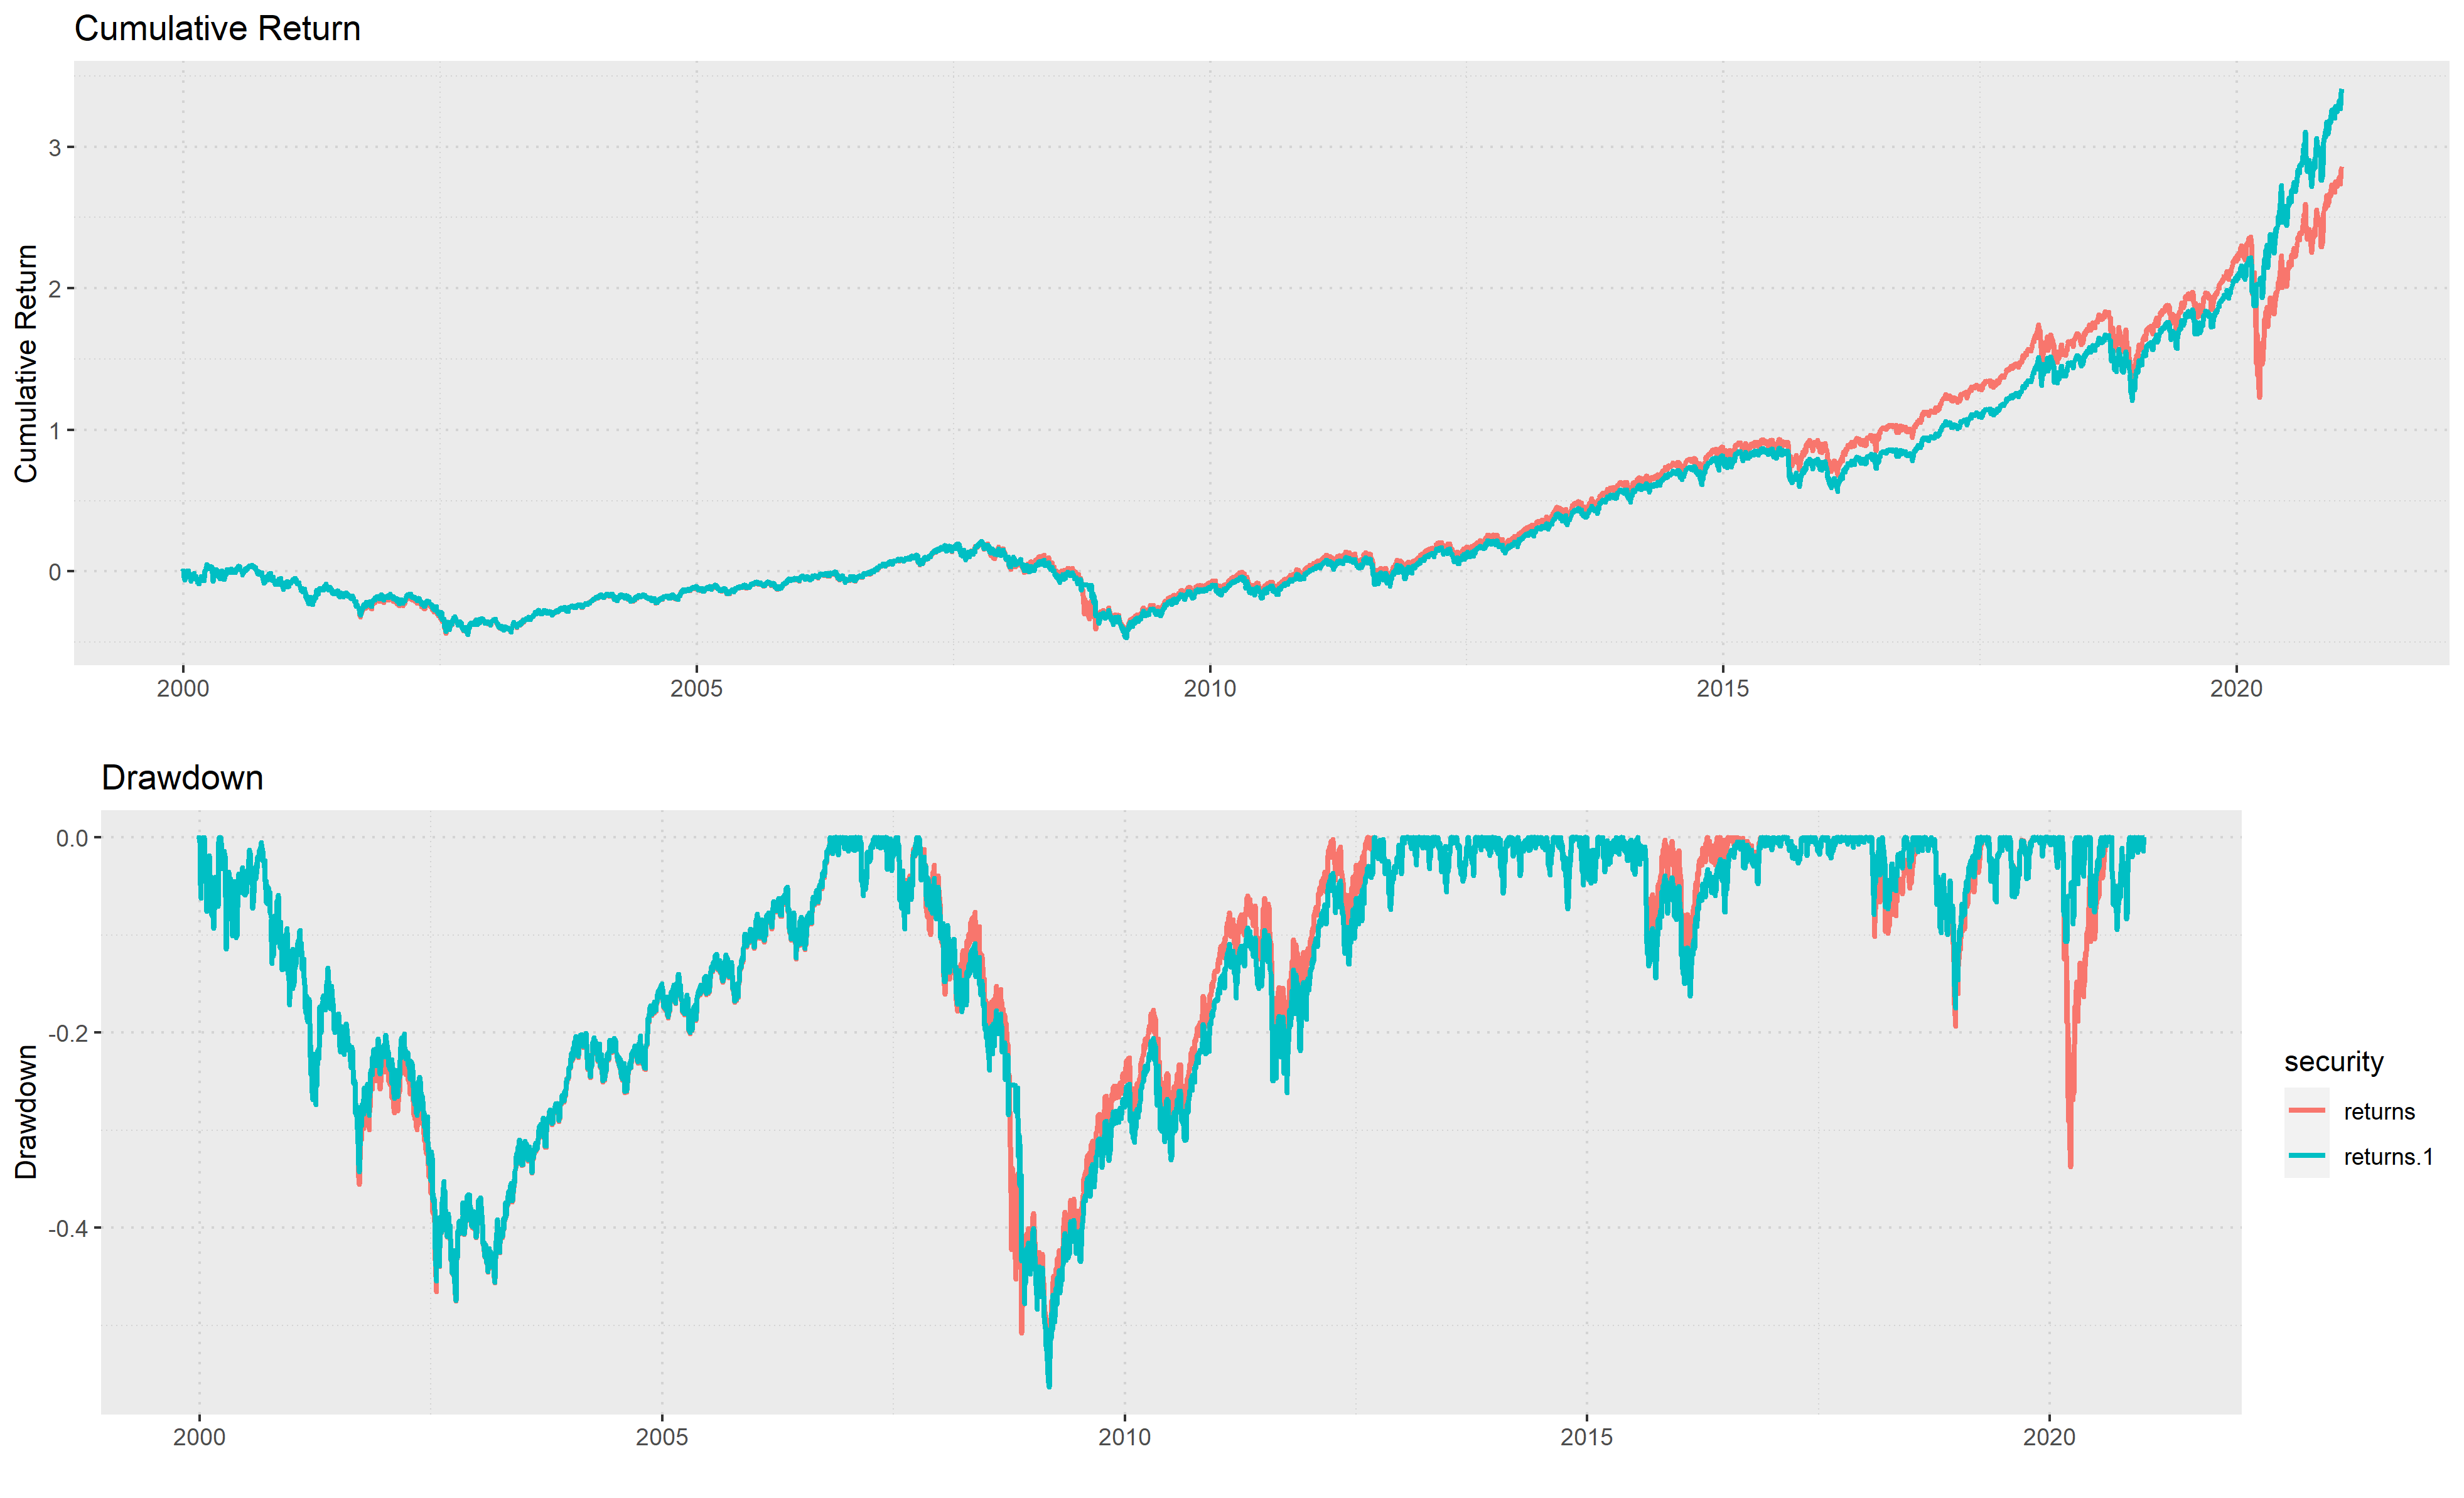 Cumulative Return
Cumulative Return
3
2
1
0
2000 2005 2010 2015 2020
Drawdown
Drawdown
0.0
-0.2
-0.4
2000 2005 2010 2015 2020
security
returns
returns.1